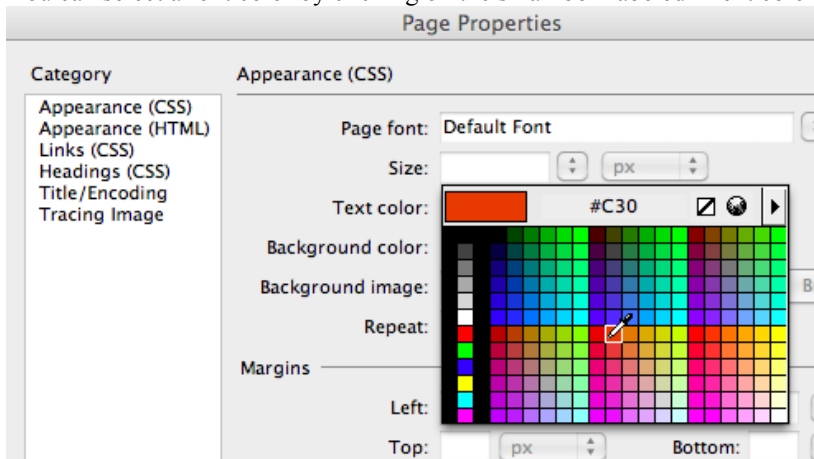 Page Properties
Category
Appearance (CSS)
Appearance (HTML)
Links (CSS)
Headings (CSS)
Title/Encoding
Tracing Image
Appearance (CSS)
Page font: Default Font
Size: px
Text color: #C30
Background color:
Background image: B
Repeat:
Margins
Left:
Top: px Bottom: